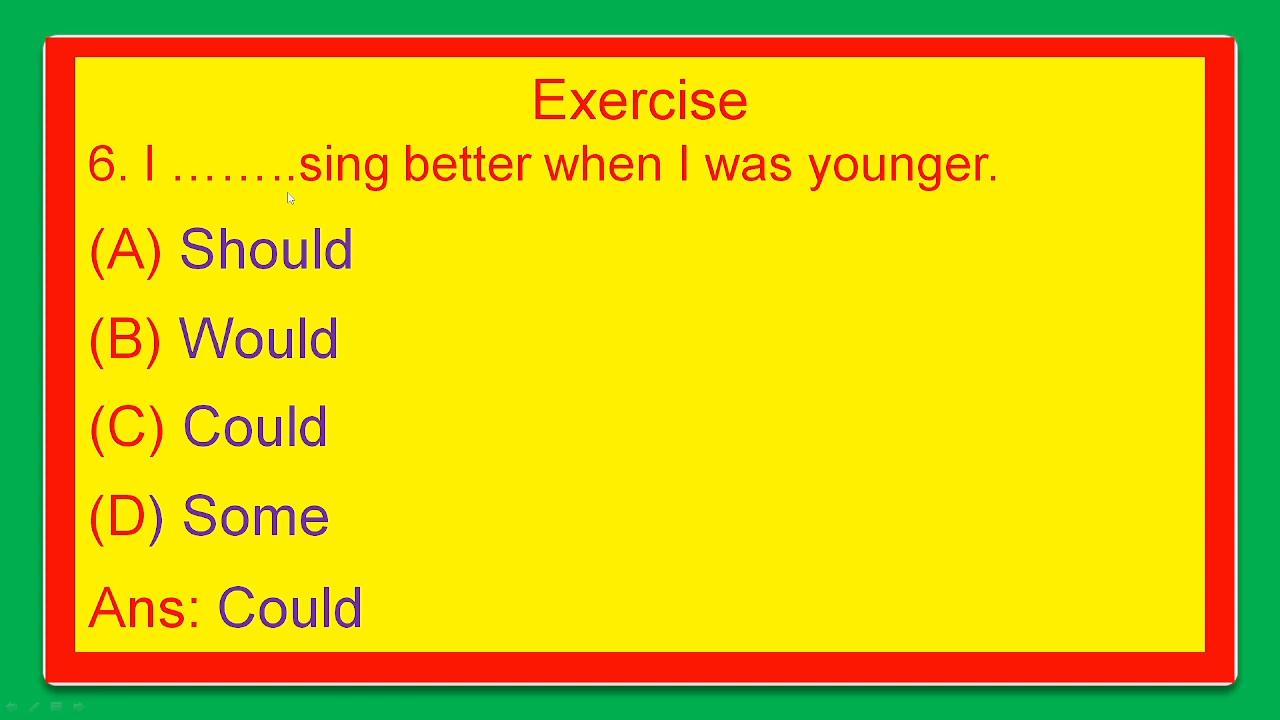 Exercise
6. I ……..sing better when I was younger.
(A) Should
(B) Would
(C) Could
(D) Some
Ans: Could